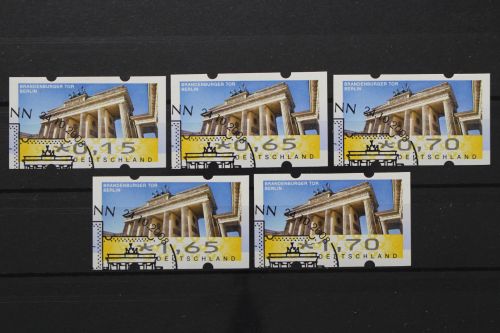 BRANDENBURGER TOR
BERLIN
NN
*0,15
DEUTSCHLAND
BRANDENBURGER TOR
BERLIN
NN
*0,65
DEUTSCHLAND
BRANDENBURGER TOR
BERLIN
NN
*0,70
DEUTSCHLAND
BRANDENBURGER TOR
BERLIN
NN
*1,65
DEUTSCHLAND
BRANDENBURGER TOR
BERLIN
NN
*1,70
DEUTSCHLAND